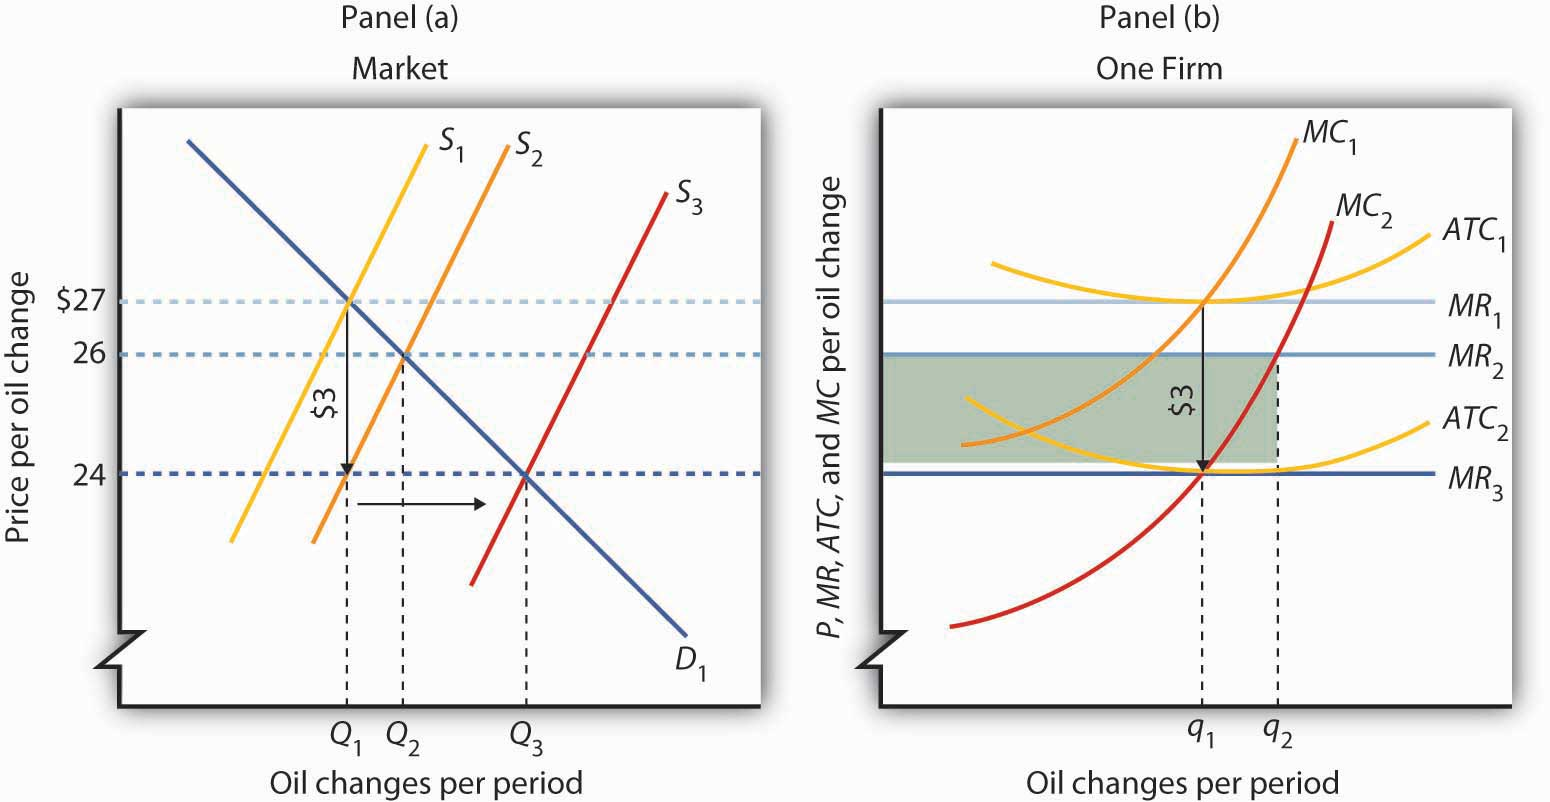 Panel (a)
Market
Price per oil change
$27
26
24
S1
S2
S3
$3
D1
Q1
Q2
Q3
Oil changes per period
Panel (b)
One Firm
P, MR, ATC, and MC per oil change
MC1
MC2
ATC1
MR1
MR2
$3
ATC2
MR3
q1
q2
Oil changes per period